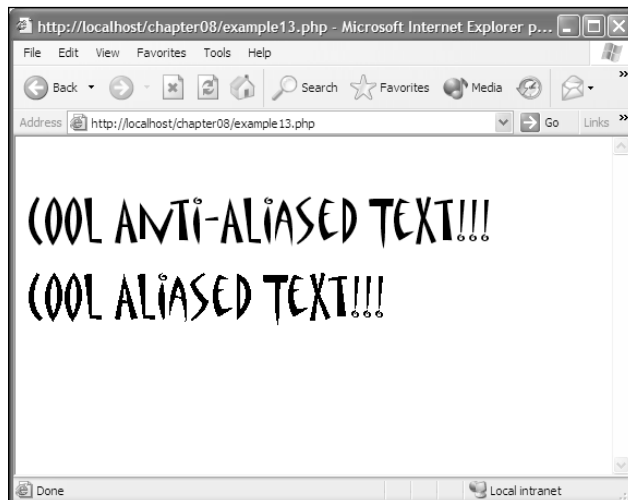 http://localhost/chapter08/example13.php - Microsoft Internet Explorer p...
File Edit View Favorites Tools Help
Back Search Favorites Media »
Address http://localhost/chapter08/example13.php Go Links »
COOL ANTi-ALiASED TEXT!!!
COOL ALiASED TEXT!!!
Done Local intranet